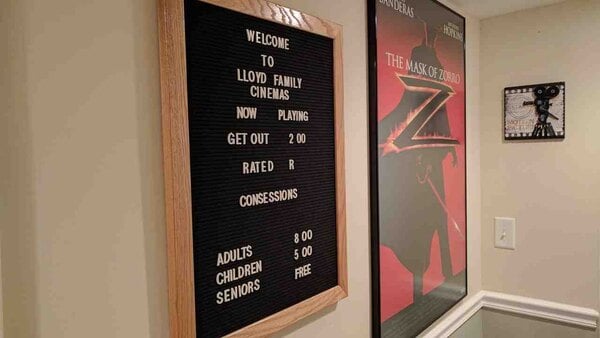 WELCOME
TO
LLOYD FAMILY
CINEMAS
NOW PLAYING
GET OUT 2 00
RATED R
CONSESSIONS
ADULTS 8 00
CHILDREN 5 00
SENIORS FREE
HOPKINS
THE MASK OF ZORRO
Z